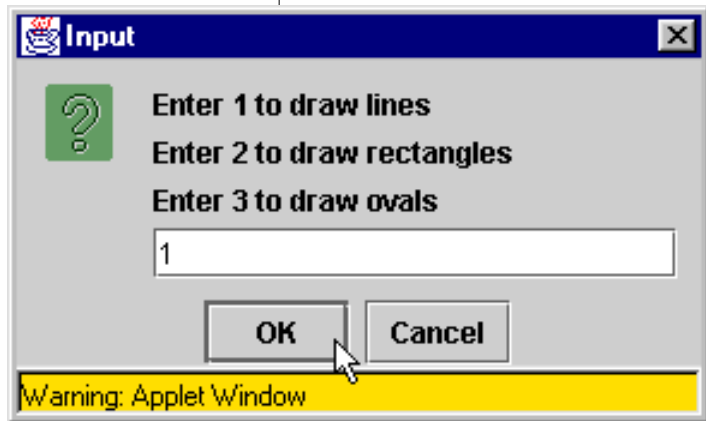 Input
Enter 1 to draw lines
Enter 2 to draw rectangles
Enter 3 to draw ovals
1
OK Cancel
Warning: Applet Window